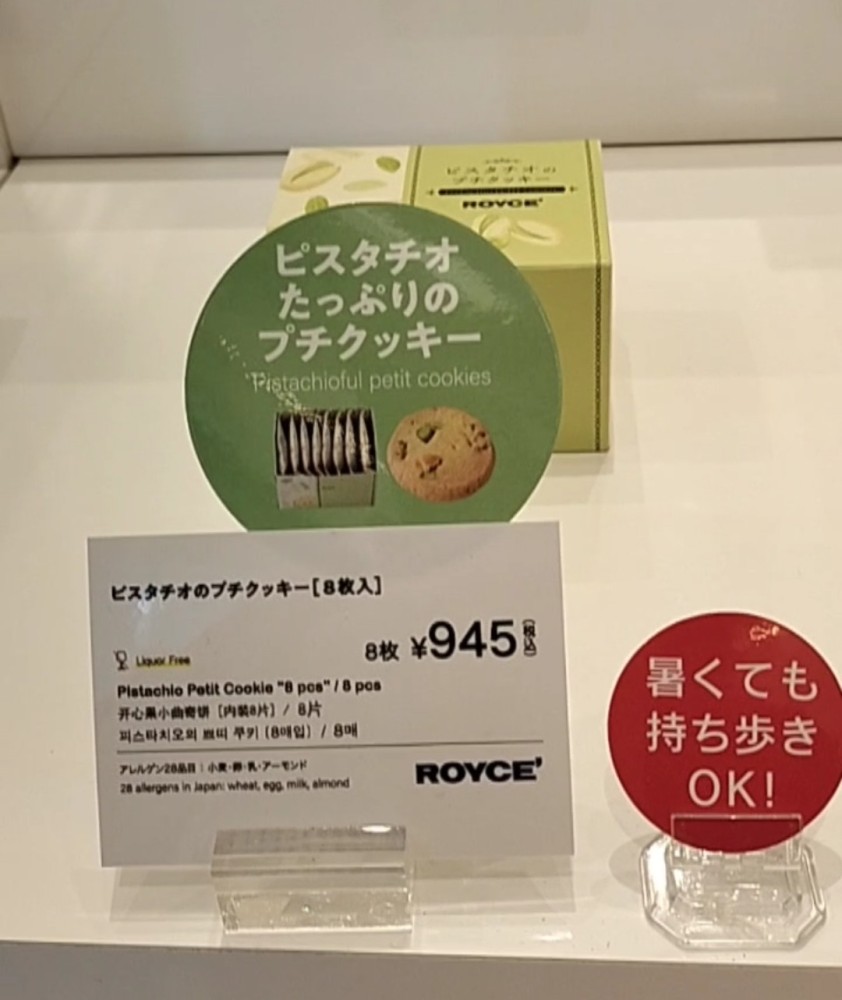 ピスタチオの
プチクッキー
ROYCE'
ピスタチオ
たっぷりの
プチクッキー
Pistachioful petit cookies
ピスタチオのプチクッキー[8枚入]
8枚 ¥945(税込)
Liquor Free
Pistachio Petit Cookie "8 pcs" / 8 pcs
开心果小曲奇饼 [内装8片] / 8片
피스타치오의 쁘띠 쿠키 [8매입] / 8매
アレルゲン28品目:小麦・卵・乳・アーモンド
28 allergens in Japan: wheat, egg, milk, almond
ROYCE'
暑くても
持ち歩き
OK!